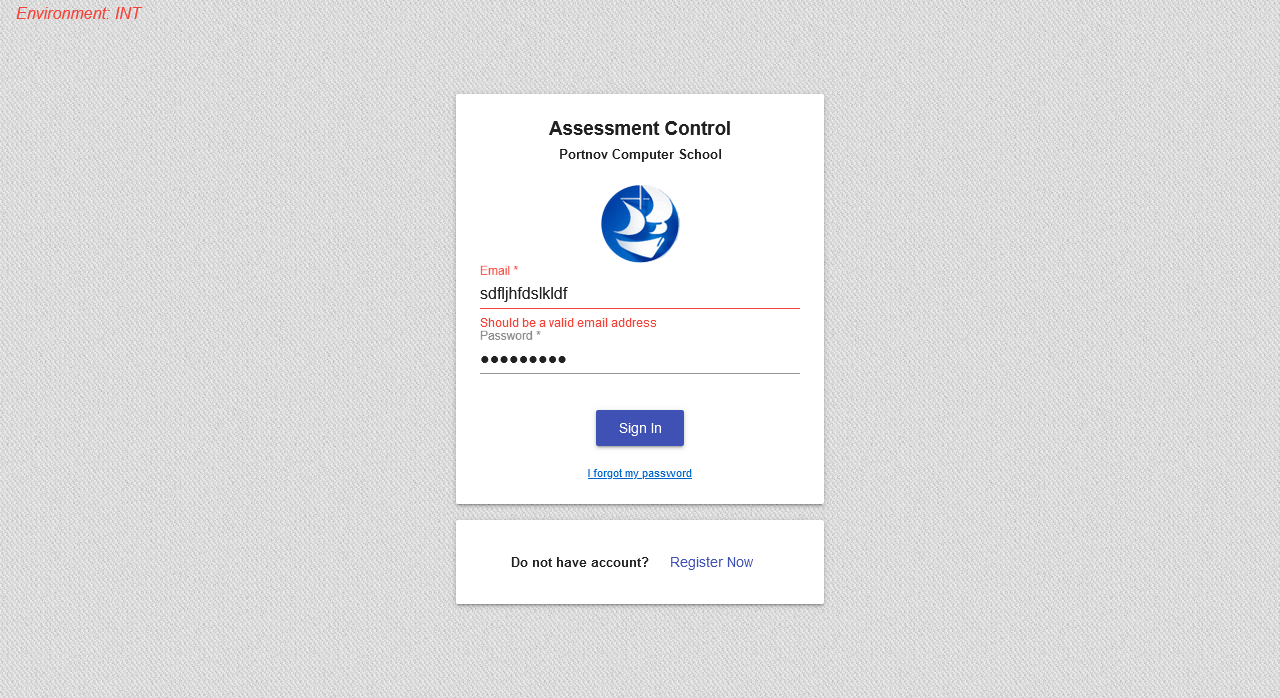 Environment: INT
Assessment Control
Portnov Computer School
Email *
sdfljhfdslkldf
Should be a valid email address
Password *
●●●●●●●●●
Sign In
I forgot my password
Do not have account? Register Now